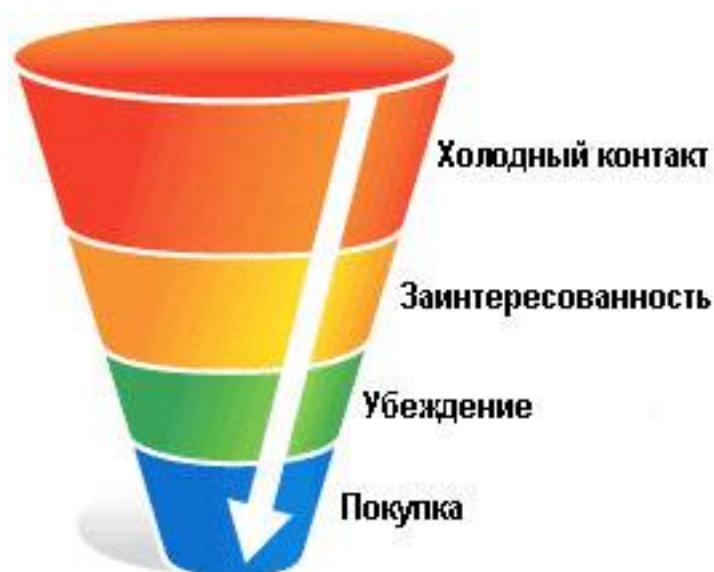 Холодный контакт
Заинтересованность
Убеждение
Покупка